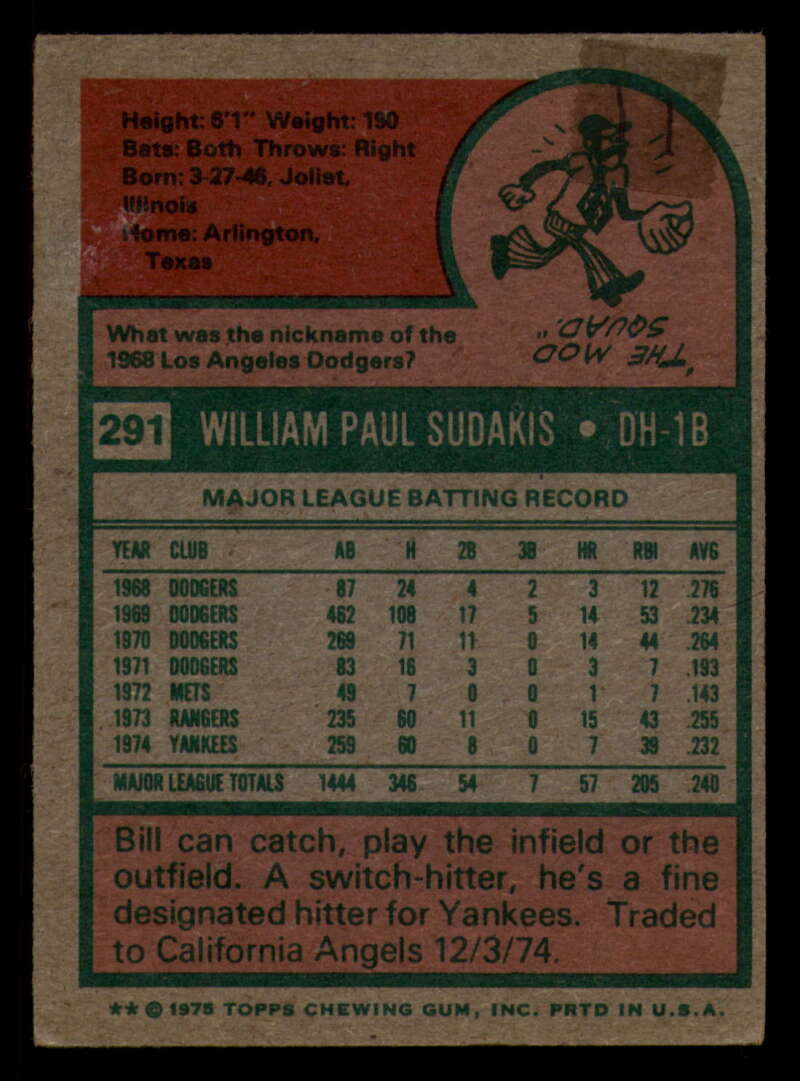 Height: 6'1" Weight: 190
Bats: Both Throws: Right
Born: 3-27-46, Joliet,
Illinois
Home: Arlington,
Texas
What was the nickname of the
1968 Los Angeles Dodgers?
"THE MOD
SQUAD."
291 WILLIAM PAUL SUDAKIS • DH-1B
MAJOR LEAGUE BATTING RECORD
YEAR CLUB AB H 2B 3B HR RBI AVG
1968 DODGERS 87 24 4 2 3 12 .276
1969 DODGERS 462 108 17 5 14 53 .234
1970 DODGERS 269 71 11 0 14 44 .264
1971 DODGERS 83 16 3 0 3 7 .193
1972 METS 49 7 0 0 1 7 .143
1973 RANGERS 235 60 11 0 15 43 .255
1974 YANKEES 259 60 8 0 7 39 .232
MAJOR LEAGUE TOTALS 1444 346 54 7 57 205 .240
Bill can catch, play the infield or the
outfield. A switch-hitter, he's a fine
designated hitter for Yankees. Traded
to California Angels 12/3/74.
** © 1975 TOPPS CHEWING GUM, INC. PRTD IN U.S.A.